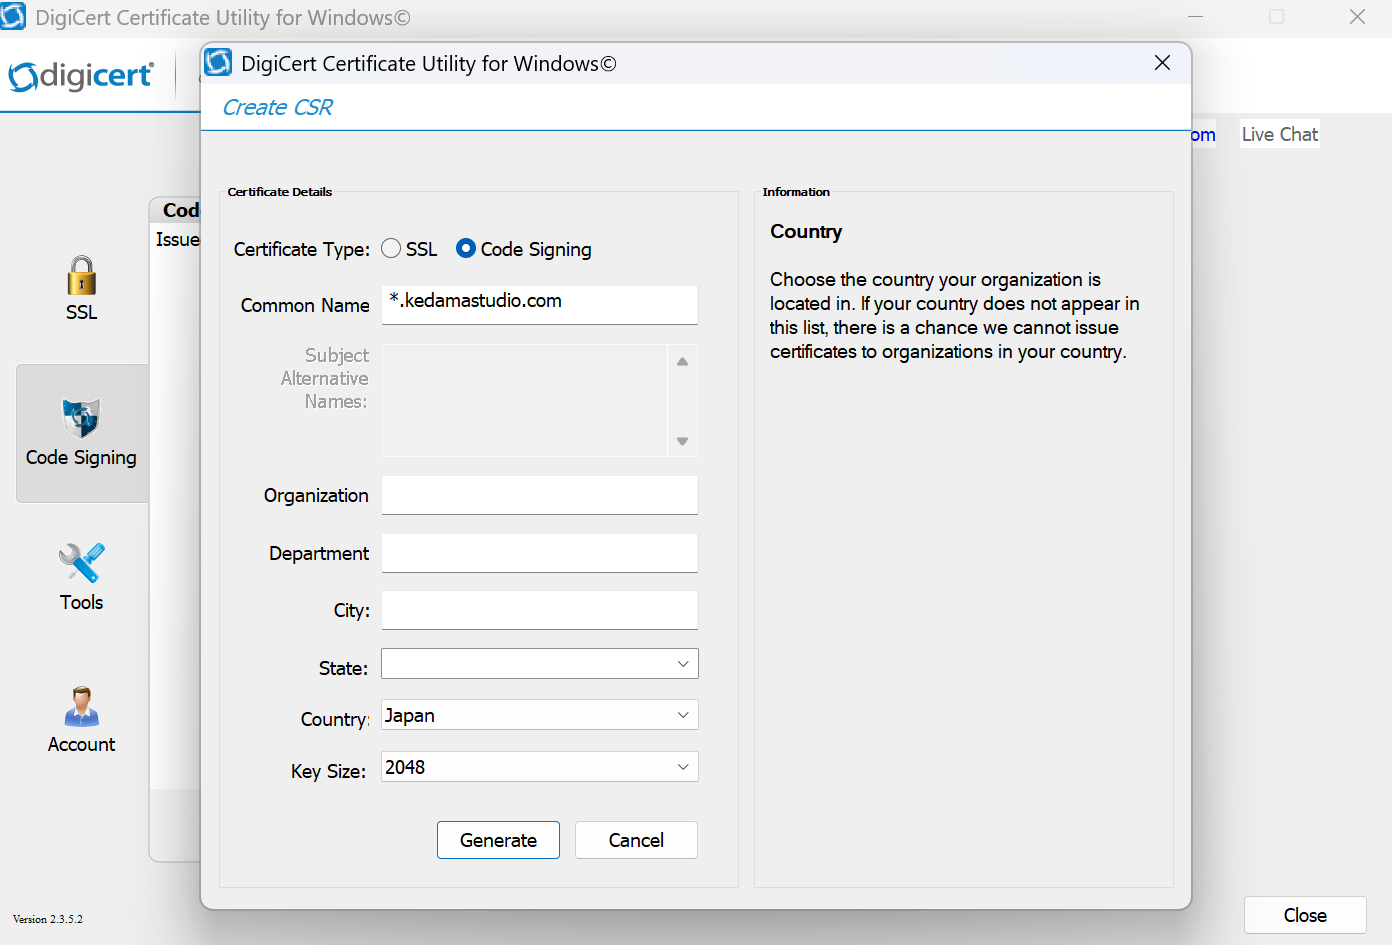 DigiCert Certificate Utility for Windows©
digicert®
DigiCert Certificate Utility for Windows©
Create CSR
om
Live Chat
Certificate Details
Information
Cod
Issue
Certificate Type:
SSL
Code Signing
Common Name
*.kedamastudio.com
Subject
Alternative
Names:
Organization
Department
City:
State:
Country:
Japan
Key Size:
2048
Generate
Cancel
Country
Choose the country your organization is
located in. If your country does not appear in
this list, there is a chance we cannot issue
certificates to organizations in your country.
SSL
Code Signing
Tools
Account
Version 2.3.5.2
Close